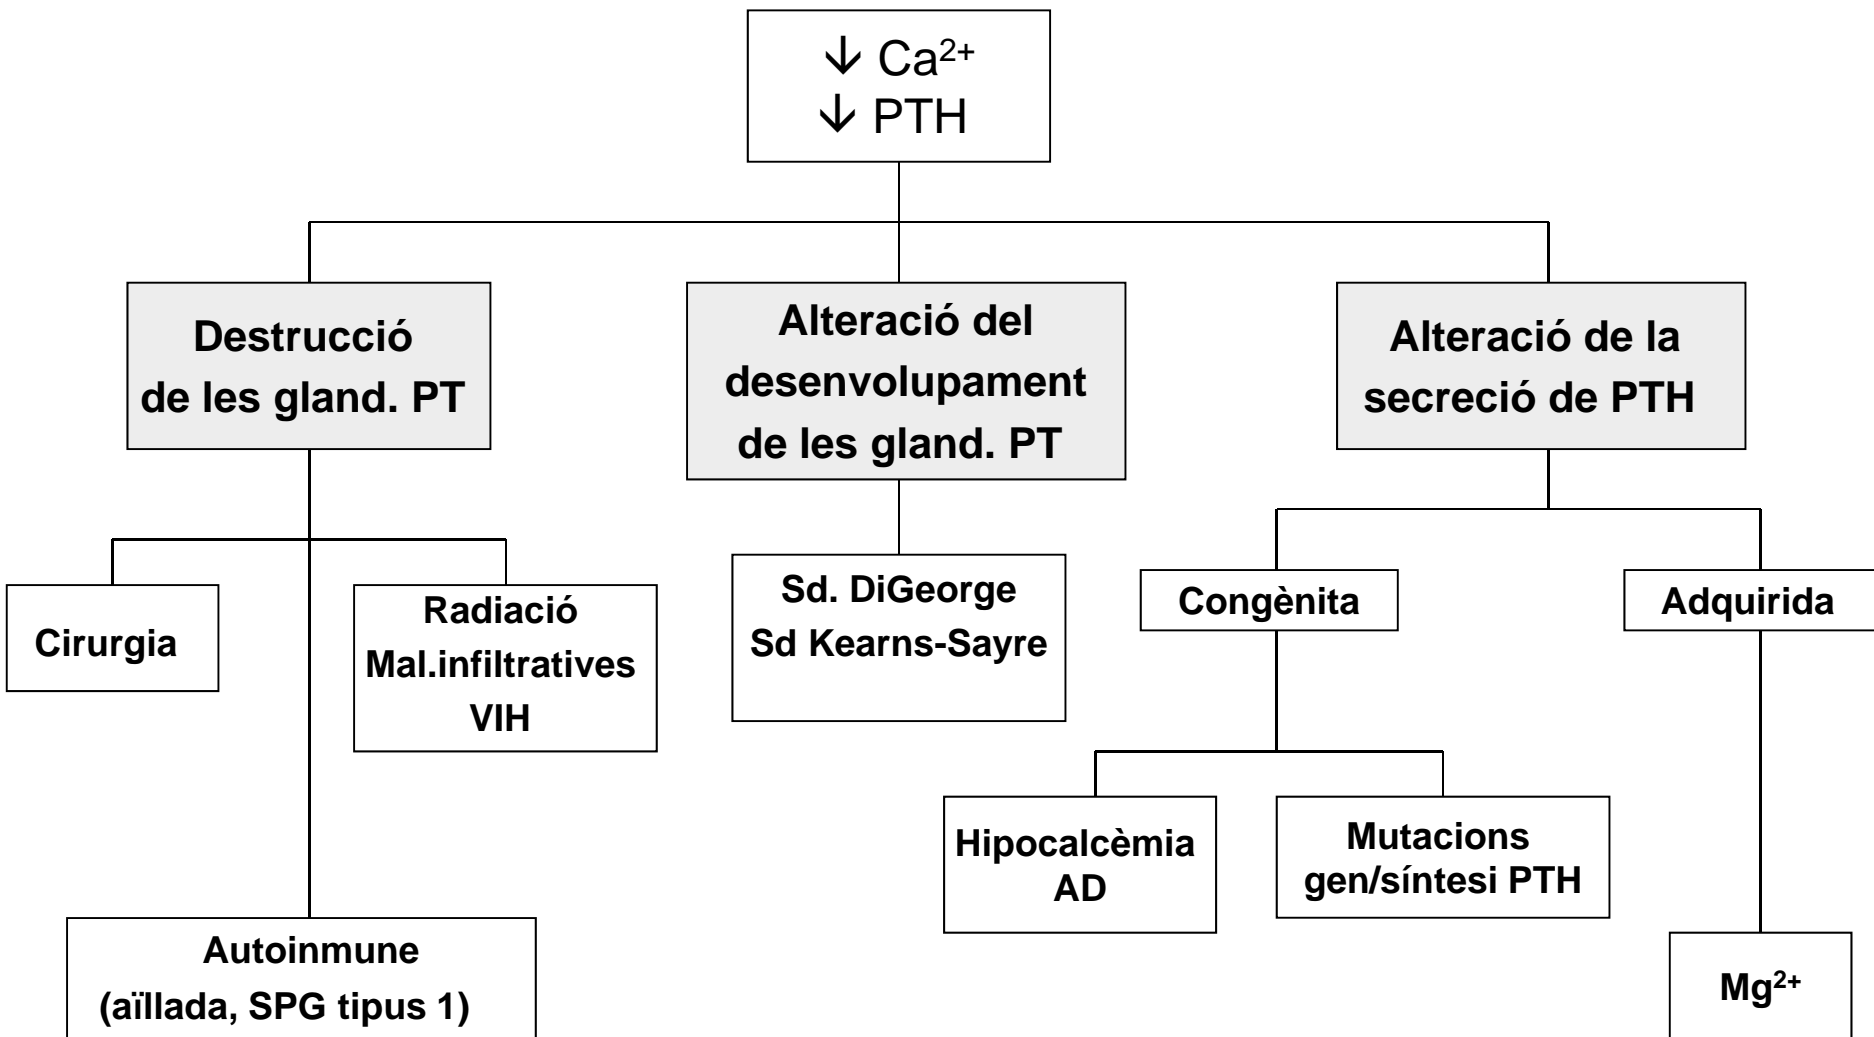 ↓ Ca²⁺
↓ PTH
Destrucció
de les gland. PT
Alteració del
desenvolupament
de les gland. PT
Alteració de la
secreció de PTH
Cirurgia
Radiació
Mal.infiltratives
VIH
Sd. DiGeorge
Sd Kearns-Sayre
Congènita
Adquirida
Hipocalcèmia
AD
Mutacions
gen/síntesi PTH
Autoinmune
(aïllada, SPG tipus 1)
Mg²⁺